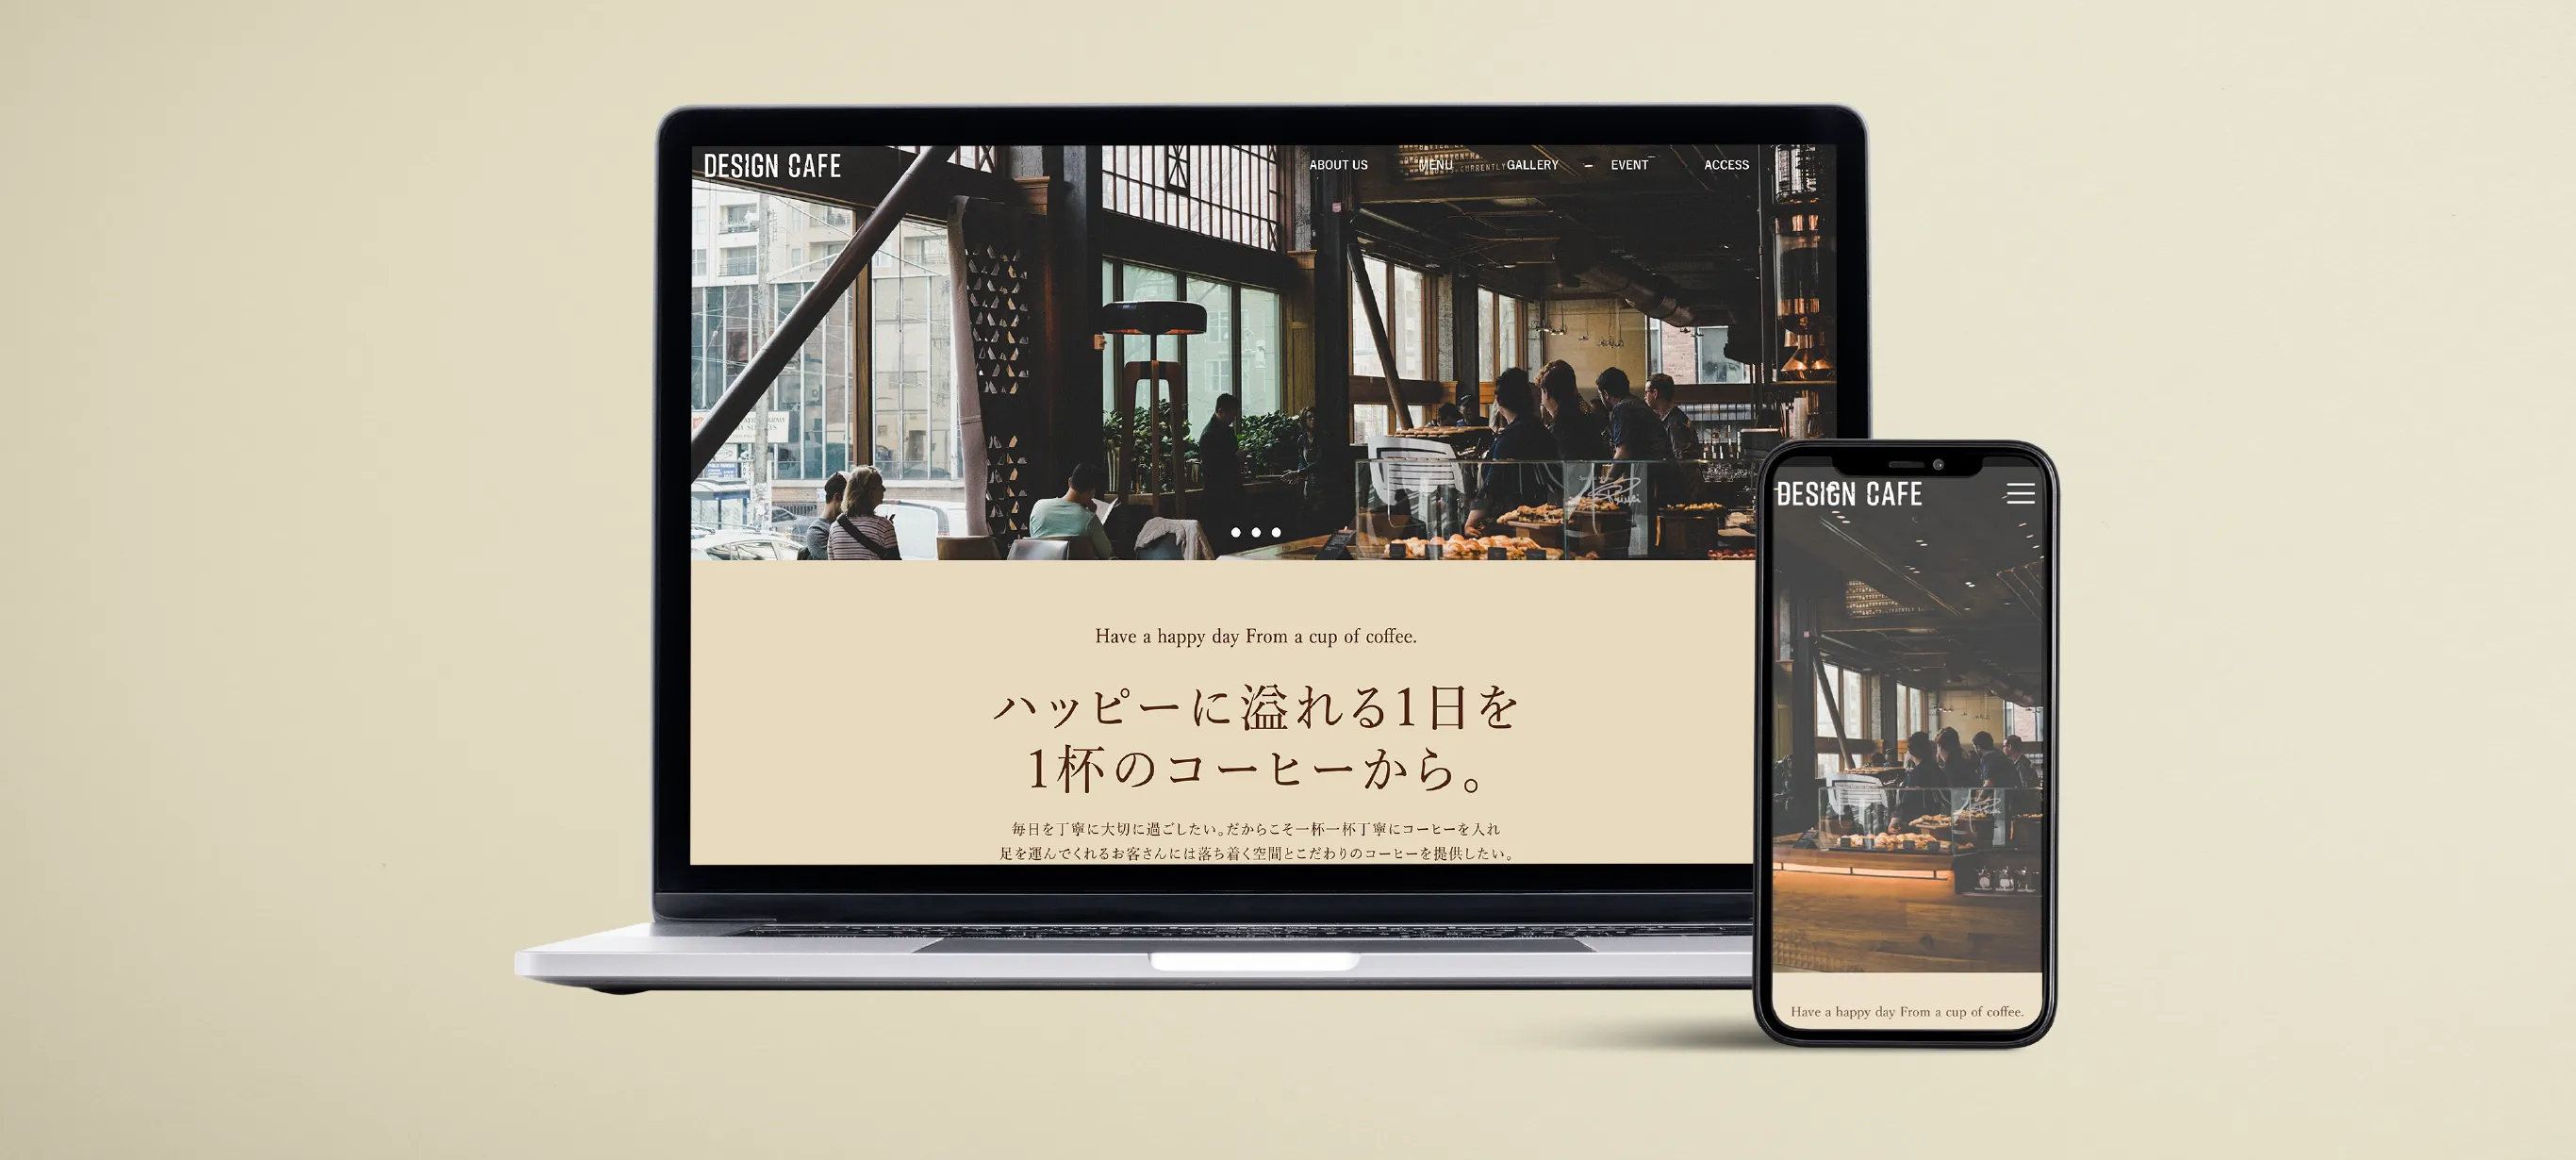 DESIGN CAFE
ABOUT US MENU GALLERY EVENT ACCESS
Have a happy day From a cup of coffee.
ハッピーに溢れる1日を
1杯のコーヒーから。
毎日を丁寧に大切に過ごしたい。だからこそ一杯一杯丁寧にコーヒーを入れ
足を運んでくれるお客さんには落ち着く空間とこだわりのコーヒーを提供したい。
DESIGN CAFE
Have a happy day From a cup of coffee.